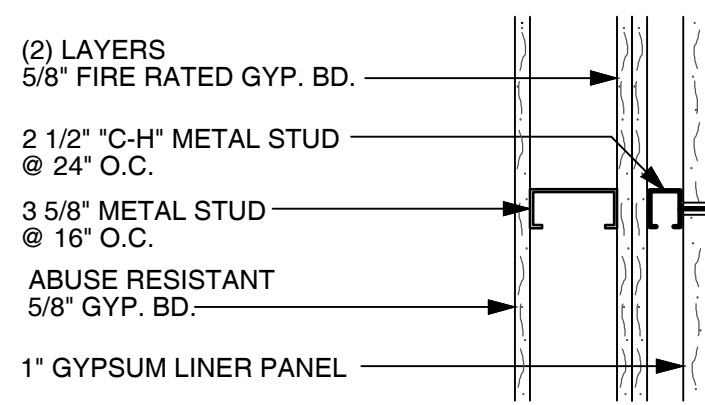 (2) LAYERS
5/8" FIRE RATED GYP. BD.
2 1/2" "C-H" METAL STUD
@ 24" O.C.
3 5/8" METAL STUD
@ 16" O.C.
ABUSE RESISTANT
5/8" GYP. BD.
1" GYPSUM LINER PANEL